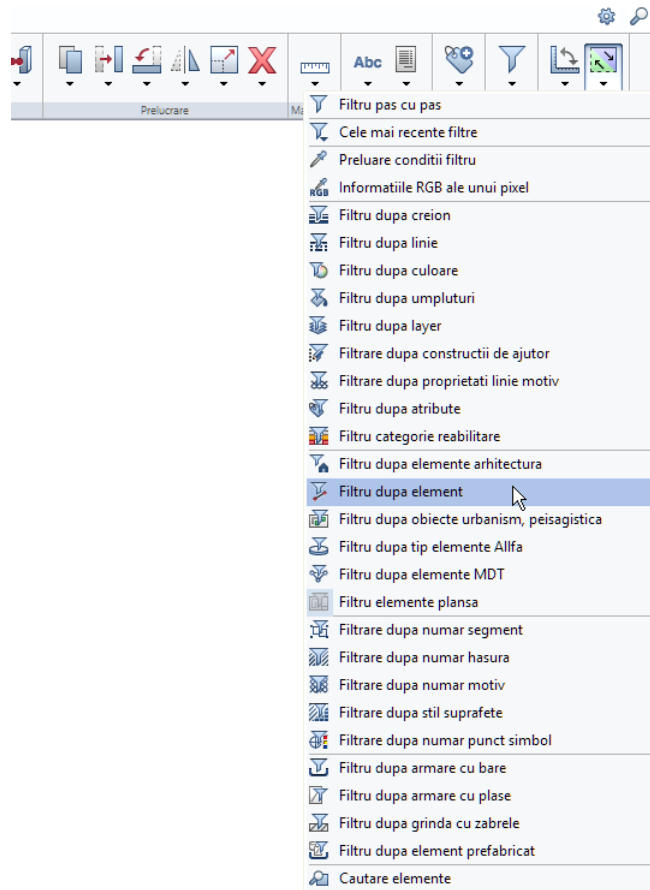 Abc
Prelucrare
Ma
Filtru pas cu pas
Cele mai recente filtre
Preluare conditii filtru
RGB
Informatiile RGB ale unui pixel
Filtru dupa creion
Filtru dupa linie
Filtru dupa culoare
Filtru dupa umpluturi
Filtru dupa layer
Filtrare dupa constructii de ajutor
Filtrare dupa proprietati linie motiv
Filtru dupa atribute
Filtru categorie reabilitare
Filtru dupa elemente arhitectura
Filtru dupa element
Filtru dupa obiecte urbanism, peisagistica
Filtru dupa tip elemente Allfa
Filtru dupa elemente MDT
Filtru elemente plansa
Filtrare dupa numar segment
Filtrare dupa numar hasura
Filtrare dupa numar motiv
Filtrare dupa stil suprafete
Filtrare dupa numar punct simbol
Filtru dupa armare cu bare
Filtru dupa armare cu plase
Filtru dupa grinda cu zabrele
Filtru dupa element prefabricat
Cautare elemente